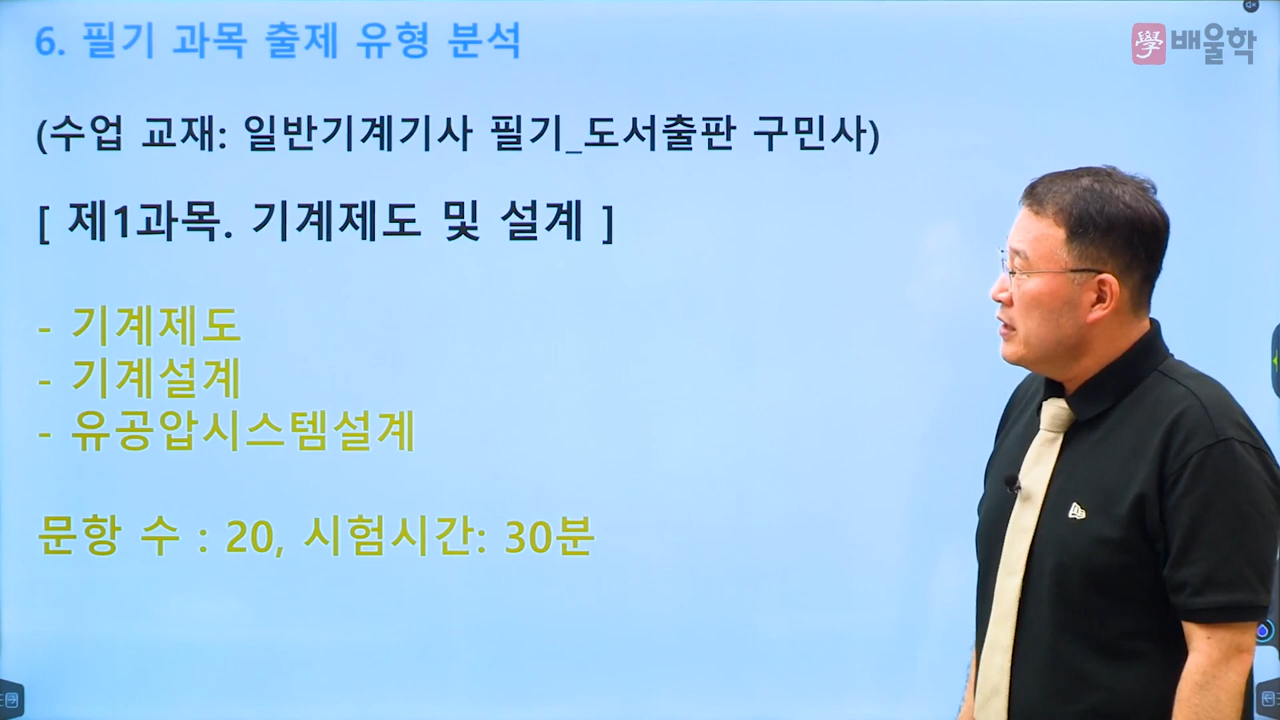 6. 필기 과목 출제 유형 분석
學 배울학
(수업 교재: 일반기계기사 필기_도서출판 구민사)
[ 제1과목. 기계제도 및 설계 ]
- 기계제도
- 기계설계
- 유공압시스템설계
문항 수 : 20, 시험시간: 30분